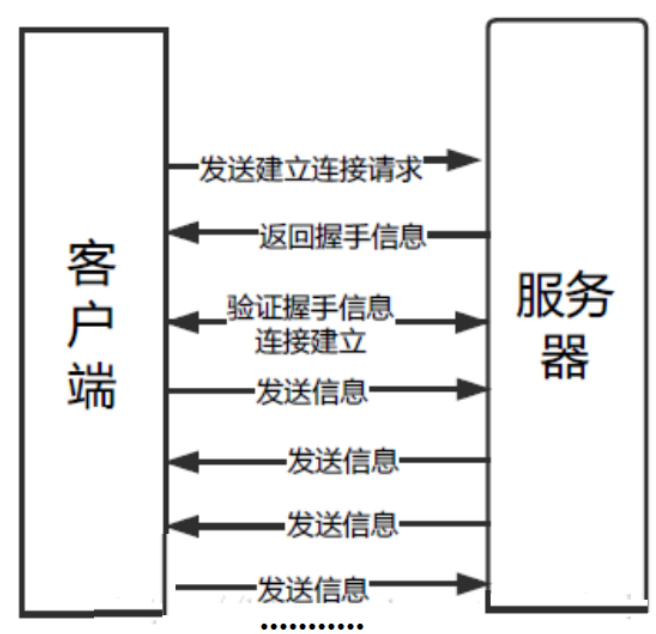 客户端
服务器
发送建立连接请求
返回握手信息
验证握手信息
连接建立
发送信息
发送信息
发送信息
发送信息
...........